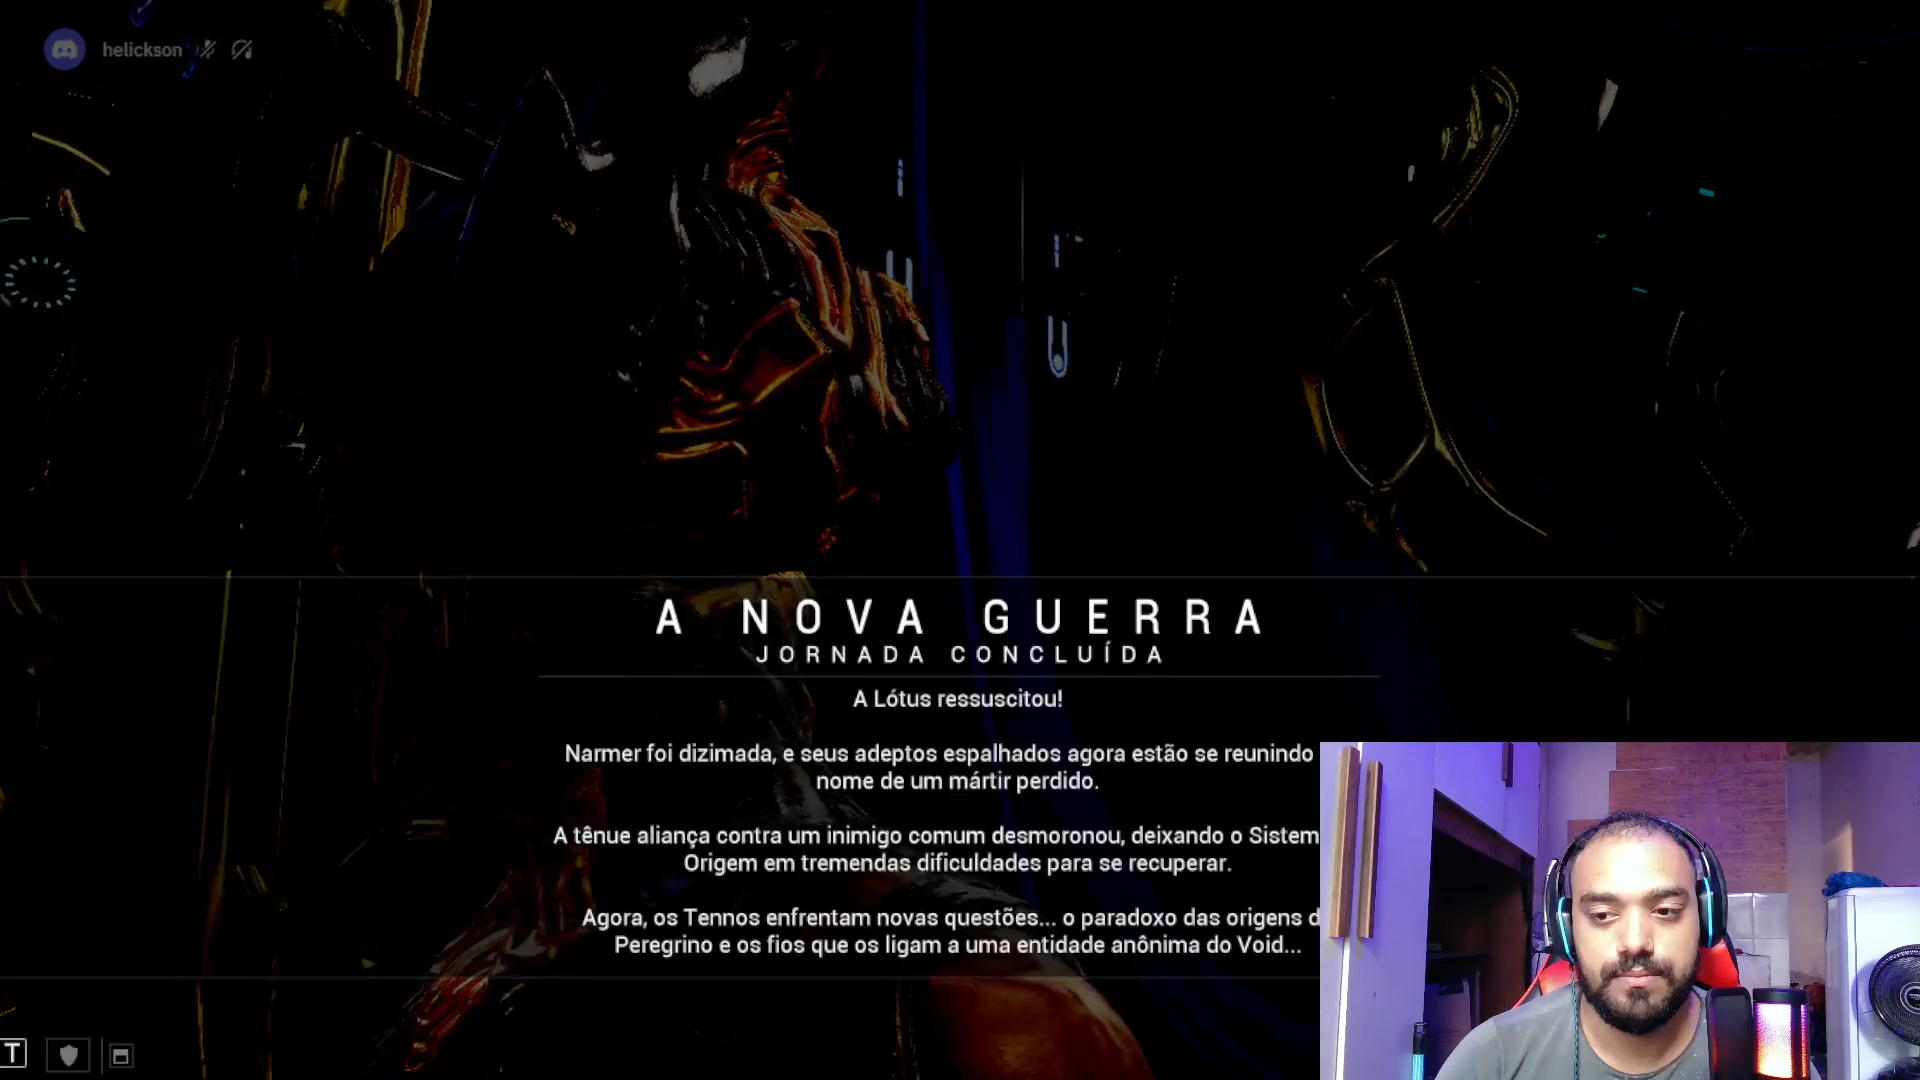 helickson
A NOVA GUERRA
JORNADA CONCLUÍDA
A Lótus ressuscitou!
Narmer foi dizimada, e seus adeptos espalhados agora estão se reunindo
nome de um mártir perdido.
A tênue aliança contra um inimigo comum desmoronou, deixando o Sistem
Origem em tremendas dificuldades para se recuperar.
Agora, os Tennos enfrentam novas questões... o paradoxo das origens d
Peregrino e os fios que os ligam a uma entidade anônima do Void...
T